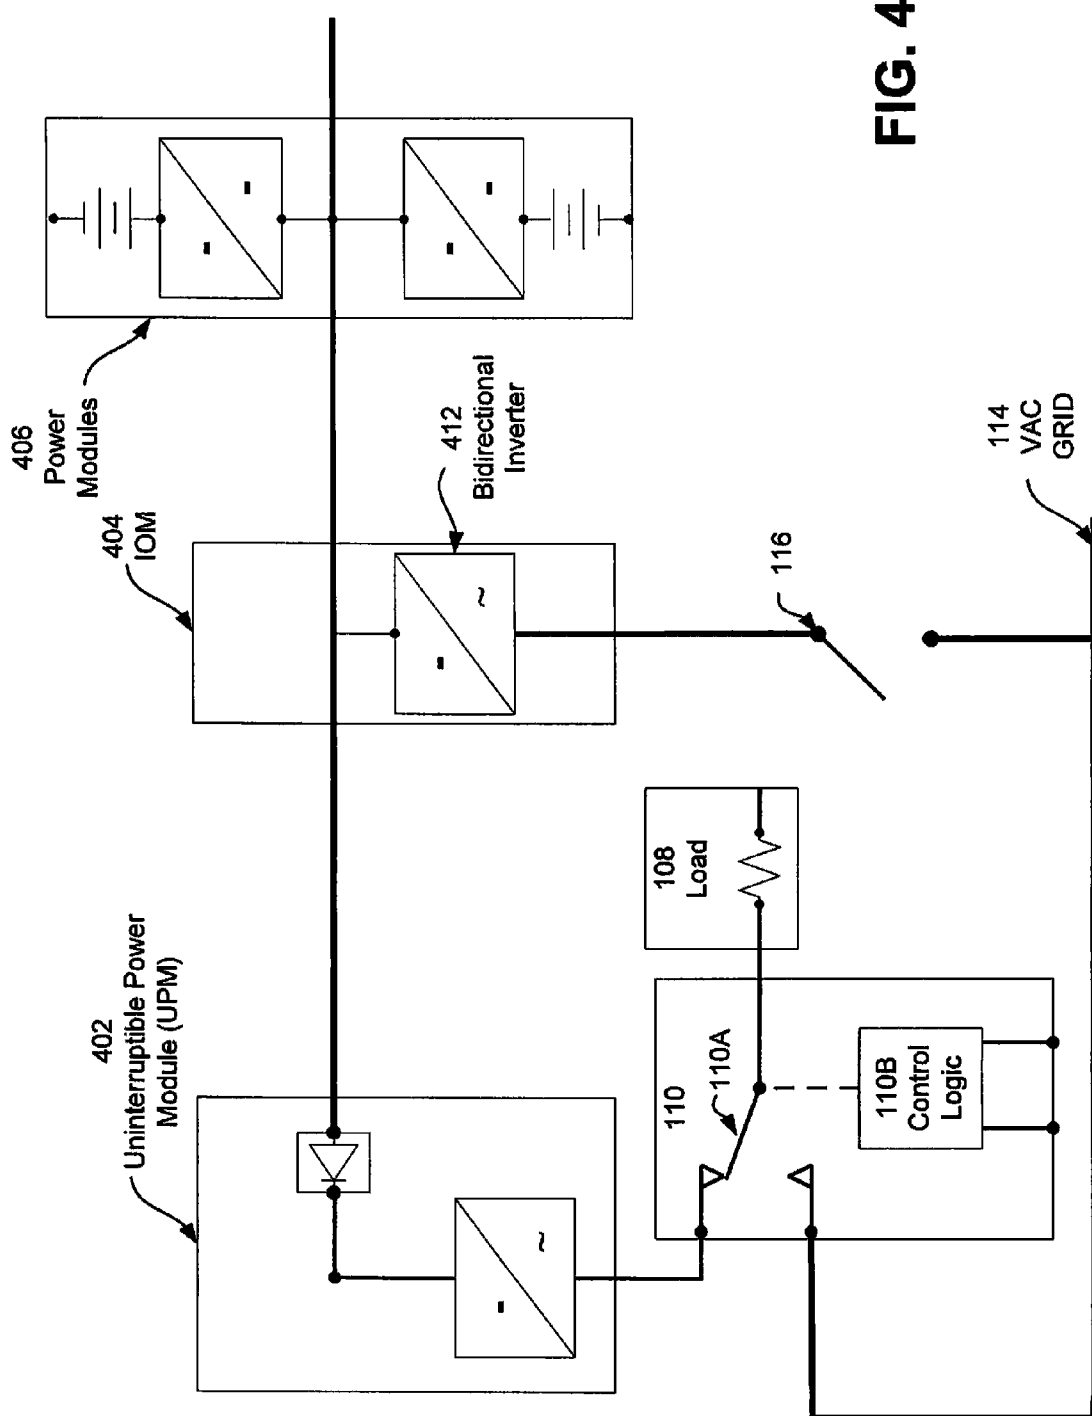 406
Power
Modules
404
IOM
412
Bidirectional
Inverter
402
Uninterruptible Power
Module (UPM)
116
114
VAC
GRID
108
Load
110
110A
110B
Control
Logic
FIG. 4